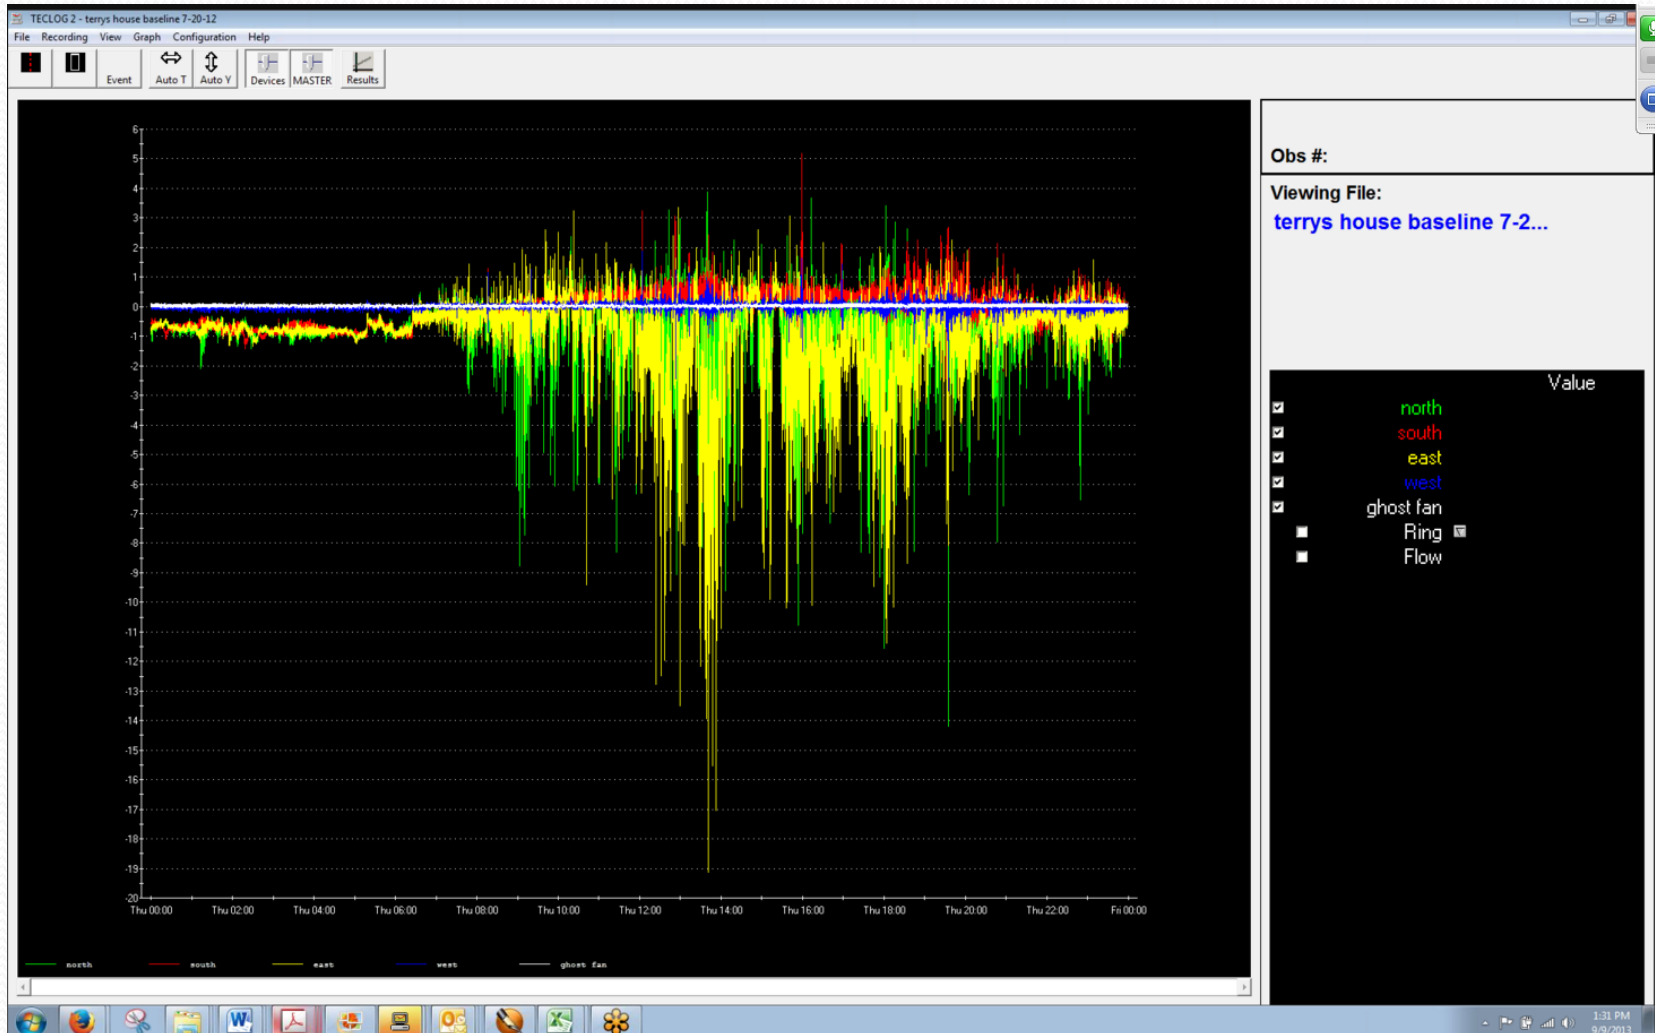 TECLOG 2 - terrys house baseline 7-20-12
File Recording View Graph Configuration Help
Event Auto T Auto Y Devices MASTER Results
6
5
4
3
2
1
0
-1
-2
-3
-4
-5
-6
-7
-8
-9
-10
-11
-12
-13
-14
-15
-16
-17
-18
-19
-20
Thu 00:00 Thu 02:00 Thu 04:00 Thu 06:00 Thu 08:00 Thu 10:00 Thu 12:00 Thu 14:00 Thu 16:00 Thu 18:00 Thu 20:00 Thu 22:00 Fri 00:00
north south east west ghost fan
Obs #:
Viewing File:
terrys house baseline 7-2...
Value
north
south
east
west
ghost fan
Ring
Flow
1:31 PM
9/9/2013